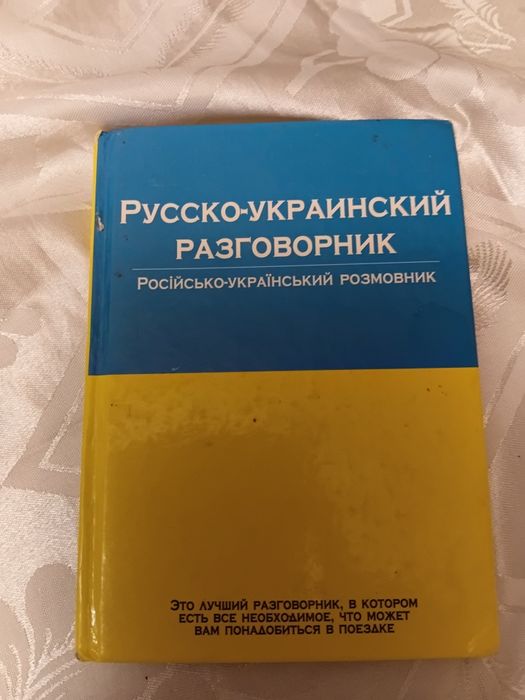 Русско-украинский
разговорник
Російсько-український розмовник
Это лучший разговорник, в котором
есть все необходимое, что может
вам понадобиться в поездке